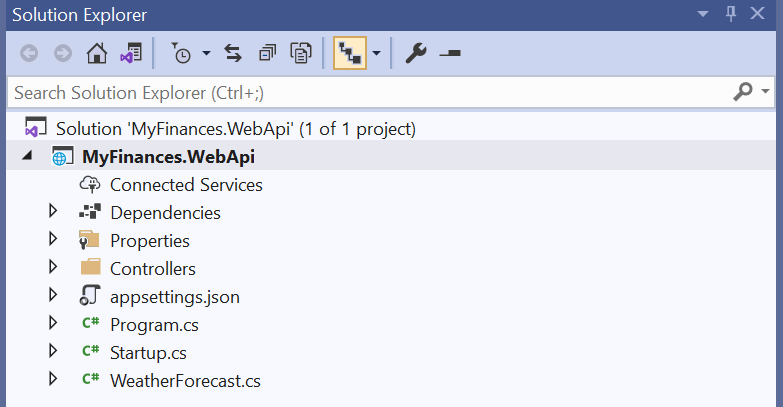 Solution Explorer
Search Solution Explorer (Ctrl+;)
Solution 'MyFinances.WebApi' (1 of 1 project)
MyFinances.WebApi
Connected Services
Dependencies
Properties
Controllers
appsettings.json
C# Program.cs
C# Startup.cs
C# WeatherForecast.cs